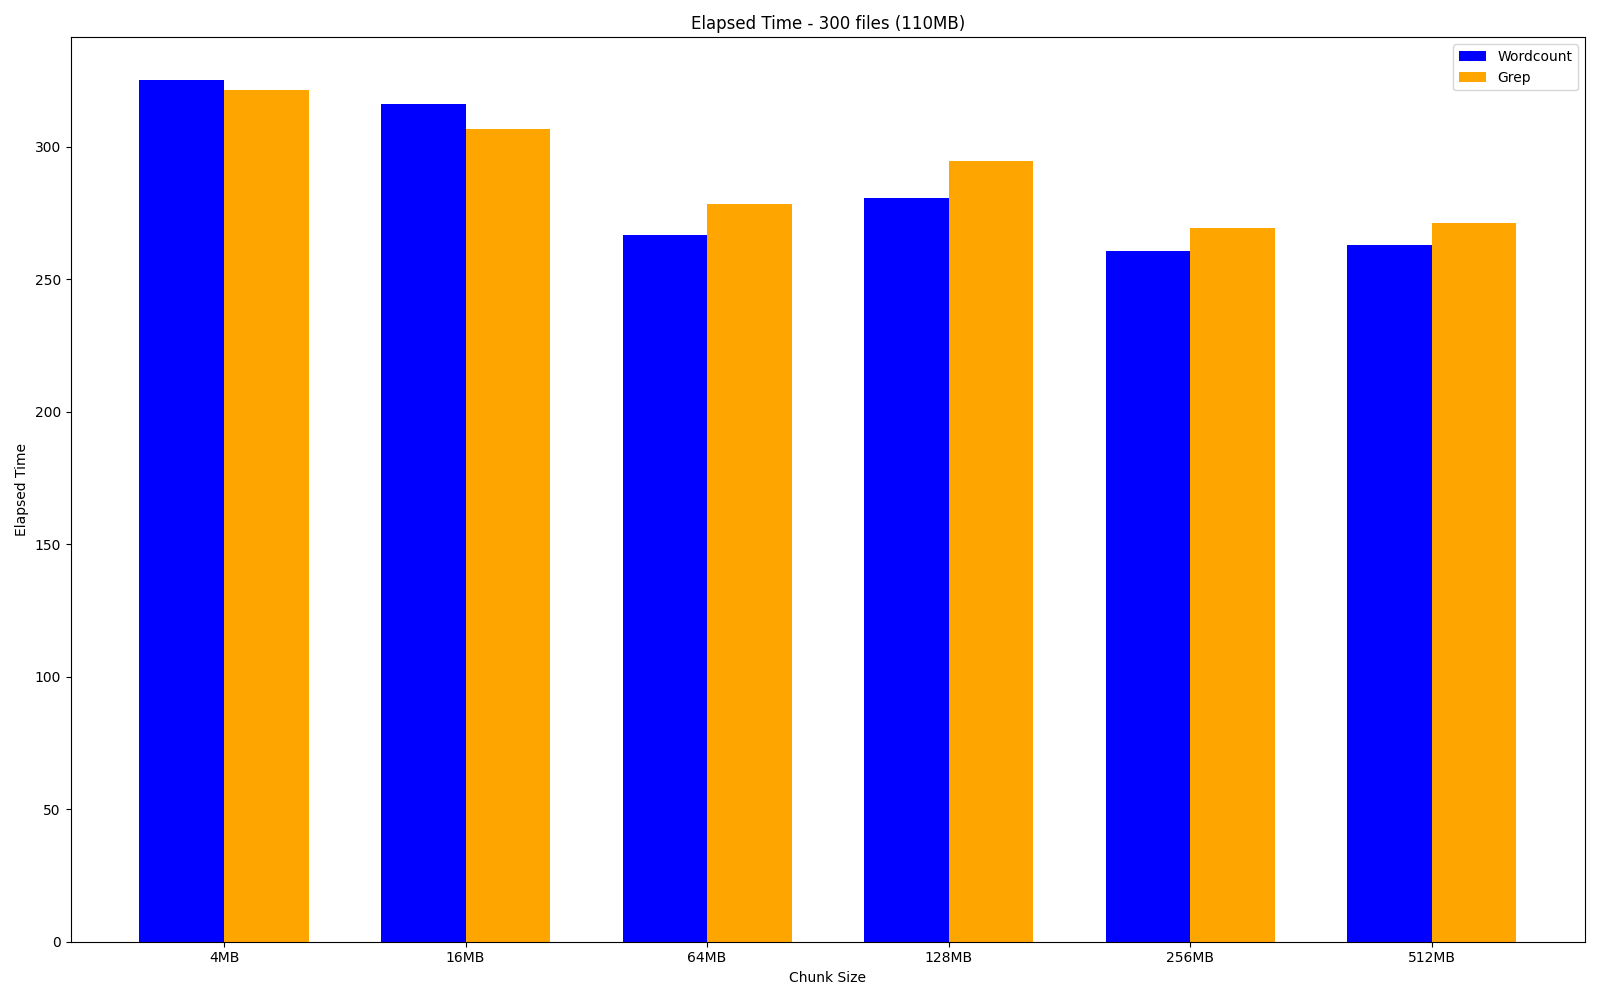 Elapsed Time - 300 files (110MB)
Wordcount
Grep
Elapsed Time
300
250
200
150
100
50
0
4MB 16MB 64MB 128MB 256MB 512MB
Chunk Size